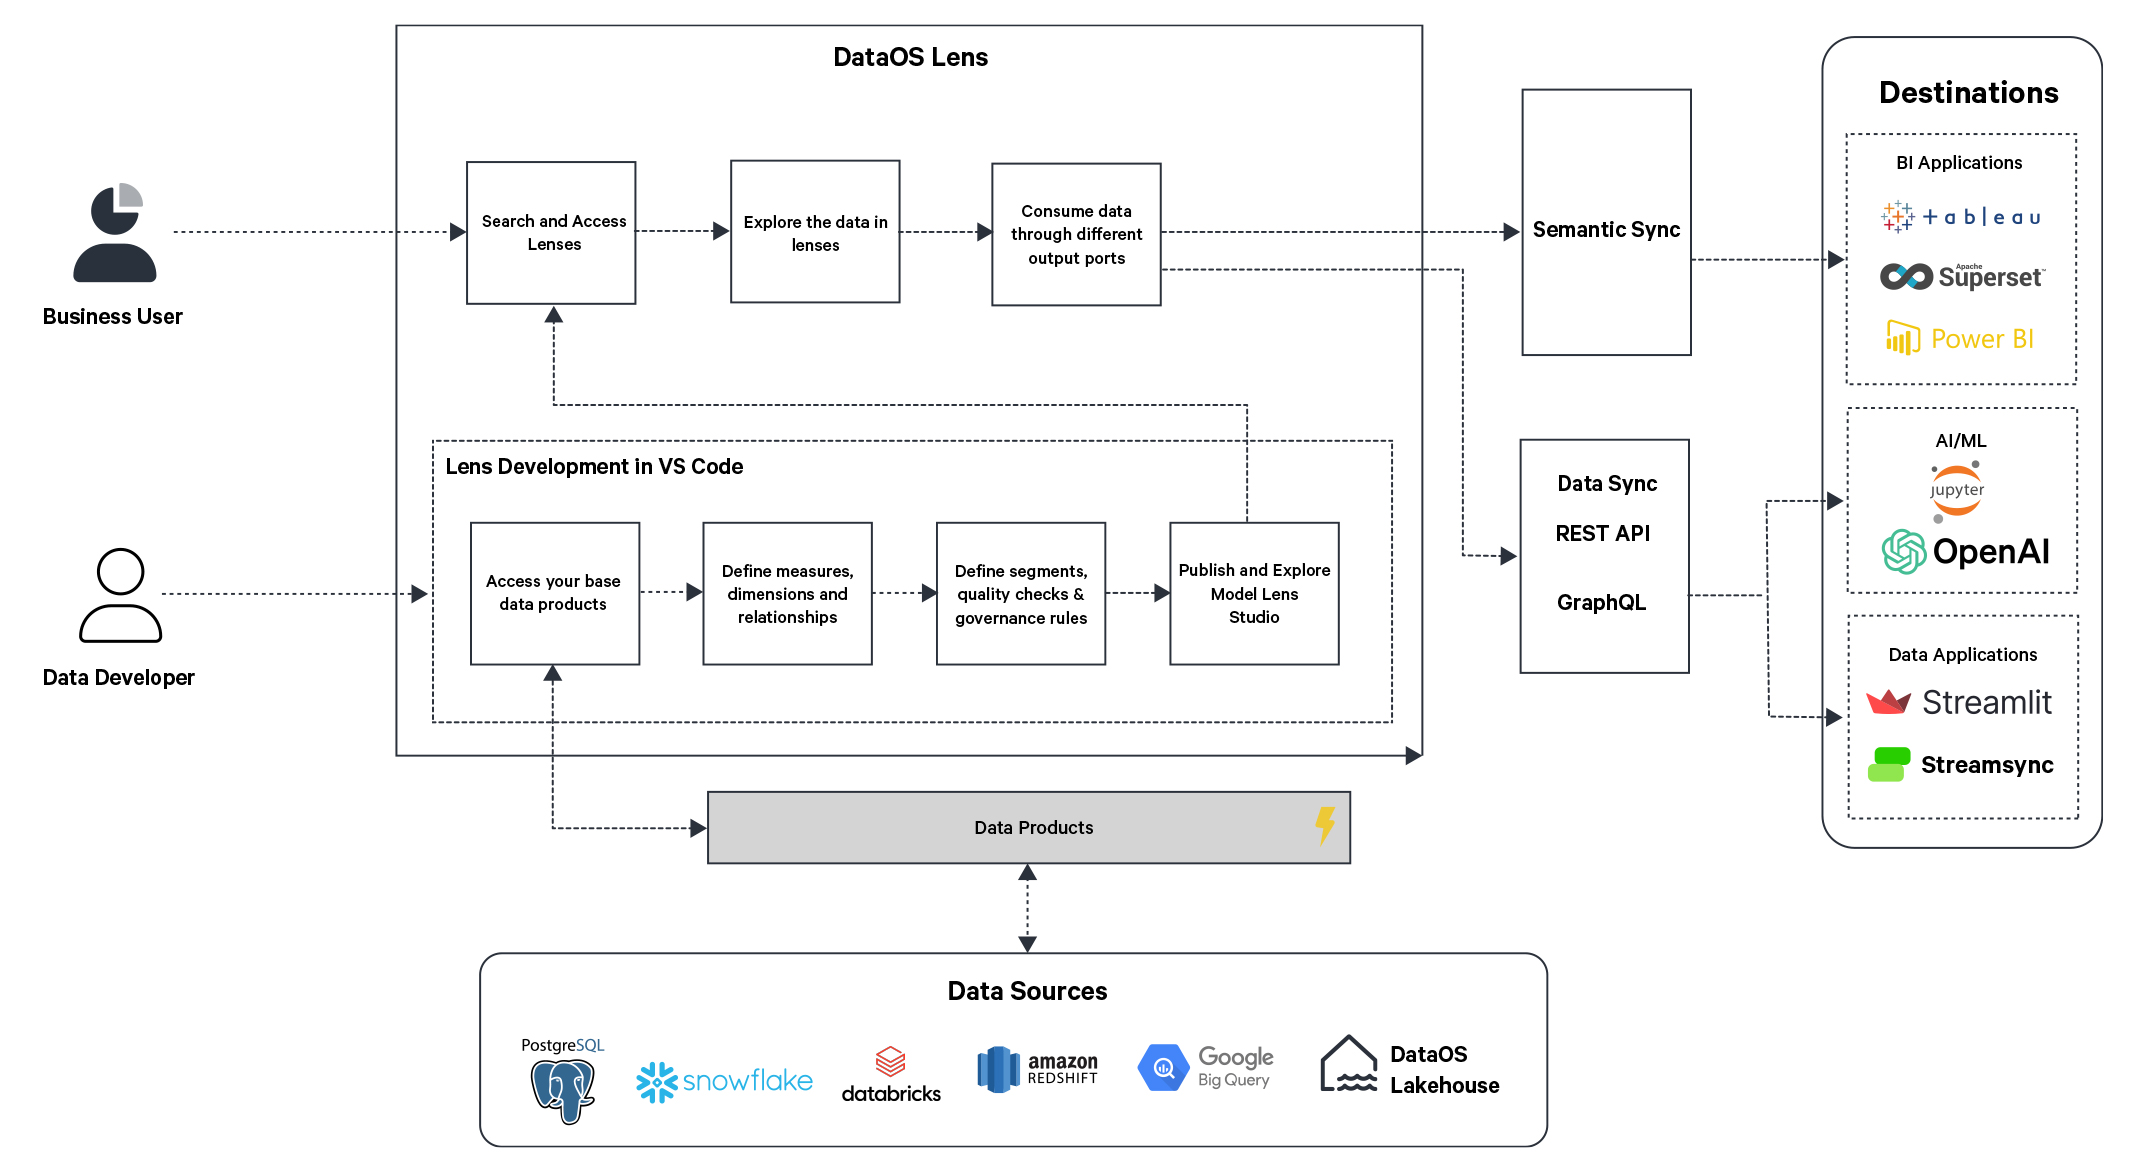 DataOS Lens
Business User
Search and Access
Lenses
Explore the data in
lenses
Consume data
through different
output ports
Semantic Sync
Destinations
BI Applications
+ableau
Apache
Superset™
Power BI
Lens Development in VS Code
Data Developer
Access your base
data products
Define measures,
dimensions and
relationships
Define segments,
quality checks &
governance rules
Publish and Explore
Model Lens
Studio
Data Sync
REST API
GraphQL
AI/ML
jupyter
OpenAI
Data Applications
Streamlit
Streamsync
Data Products
Data Sources
PostgreSQL
snowflake
databricks
amazon
REDSHIFT
Google
Big Query
DataOS
Lakehouse